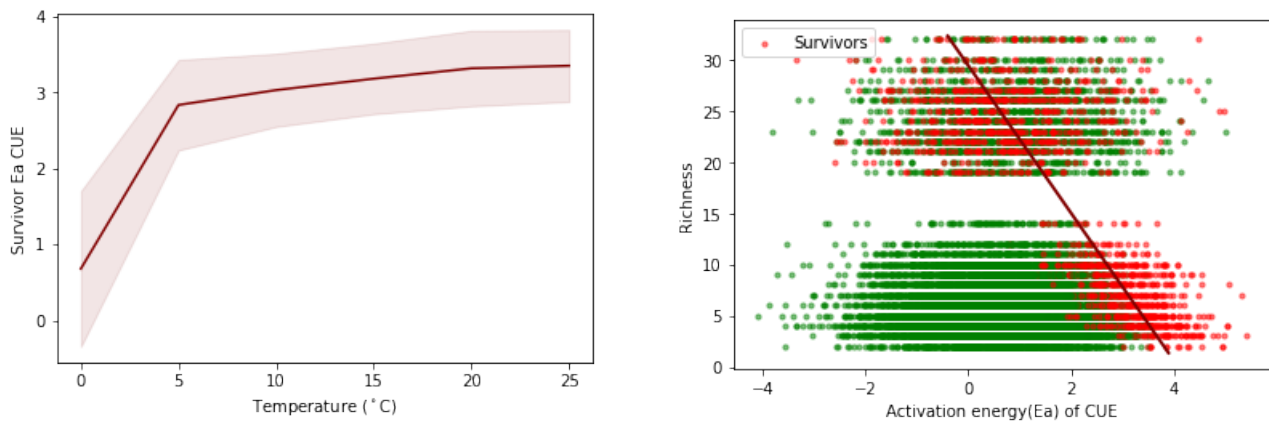 4
3
2
1
0
Survivor Ea CUE
0 5 10 15 20 25
Temperature (˚C)
Survivors
30
25
20
15
10
5
0
Richness
−4 −2 0 2 4
Activation energy(Ea) of CUE